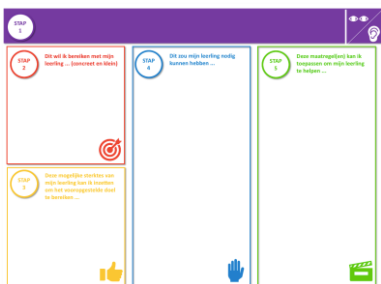 STAP
1
STAP
2
Dit wil ik bereiken met mijn
leerling ... (concreet en klein)
STAP
3
Deze mogelijke sterktes van
mijn leerling kan ik inzetten
om het vooropgestelde doel
te bereiken ...
STAP
4
Dit zou mijn leerling nodig
kunnen hebben ...
STAP
5
Deze maatregel(en) kan ik
toepassen om mijn leerling
te helpen ...